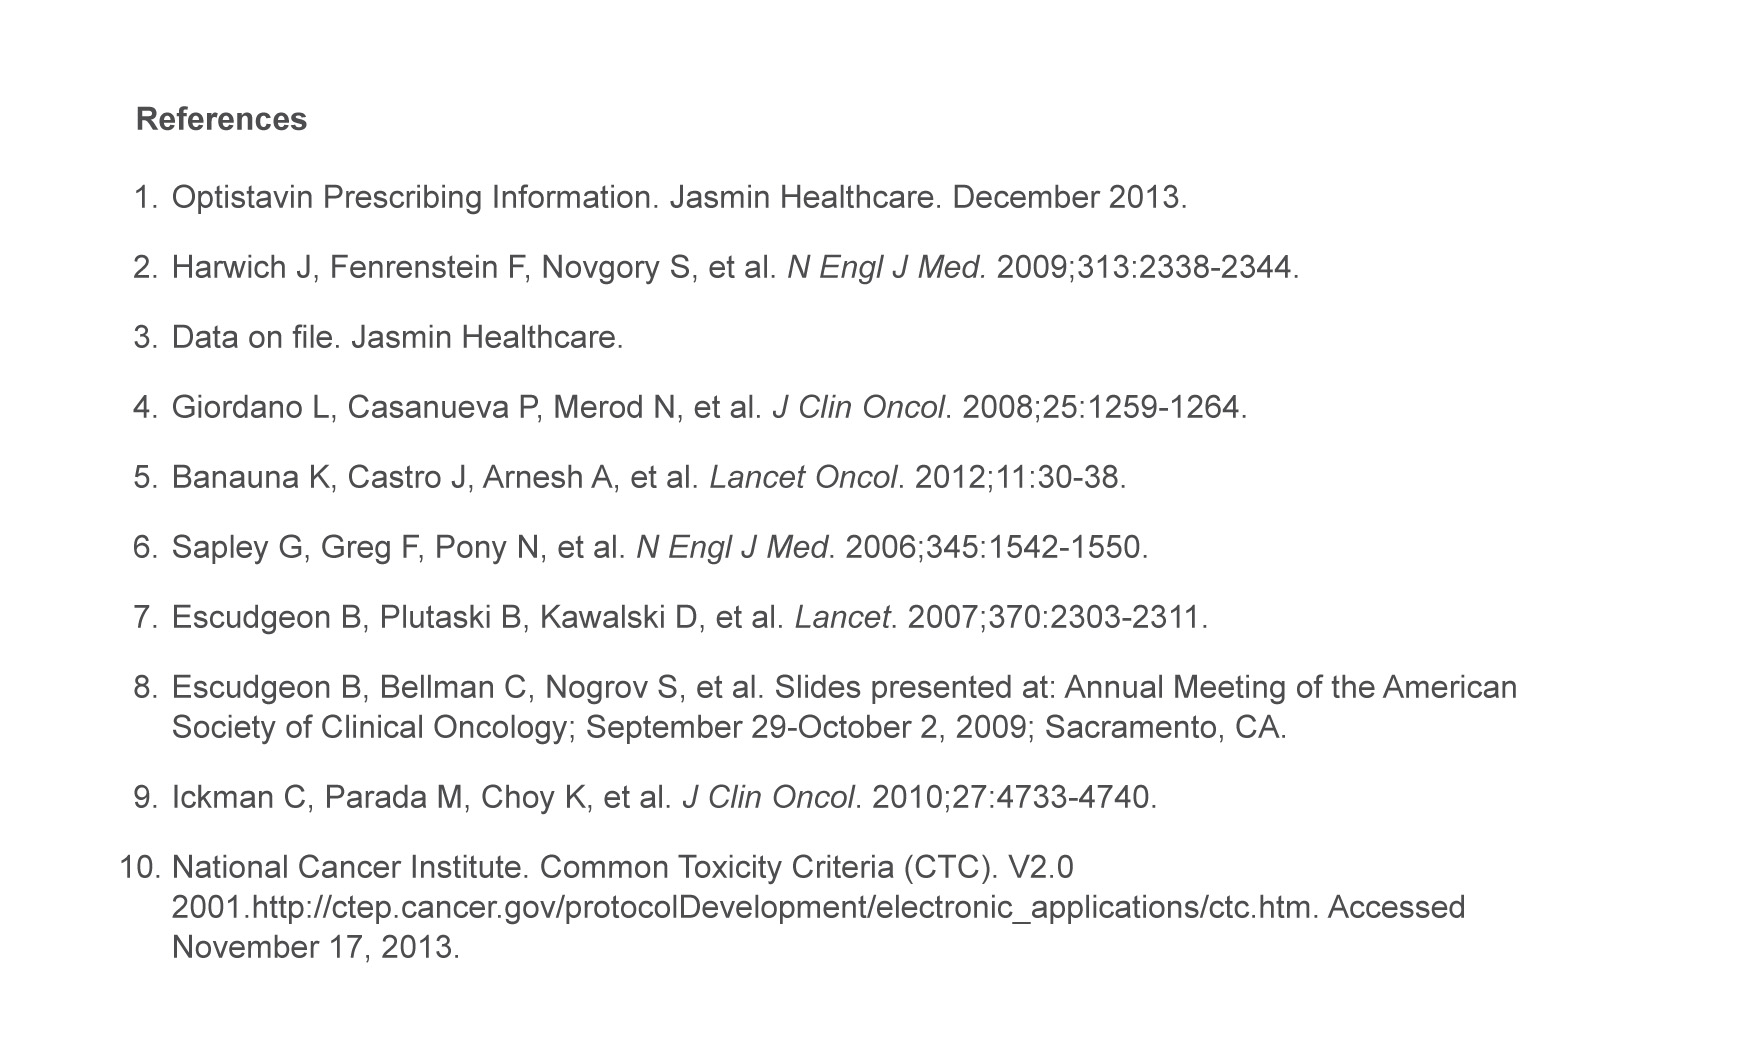 References
1. Optistavin Prescribing Information. Jasmin Healthcare. December 2013.
2. Harwich J, Fenrenstein F, Novgory S, et al. N Engl J Med. 2009;313:2338-2344.
3. Data on file. Jasmin Healthcare.
4. Giordano L, Casanueva P, Merod N, et al. J Clin Oncol. 2008;25:1259-1264.
5. Banauna K, Castro J, Arnesh A, et al. Lancet Oncol. 2012;11:30-38.
6. Sapley G, Greg F, Pony N, et al. N Engl J Med. 2006;345:1542-1550.
7. Escudgeon B, Plutaski B, Kawalski D, et al. Lancet. 2007;370:2303-2311.
8. Escudgeon B, Bellman C, Nogrov S, et al. Slides presented at: Annual Meeting of the American
Society of Clinical Oncology; September 29-October 2, 2009; Sacramento, CA.
9. Ickman C, Parada M, Choy K, et al. J Clin Oncol. 2010;27:4733-4740.
10. National Cancer Institute. Common Toxicity Criteria (CTC). V2.0
2001.http://ctep.cancer.gov/protocolDevelopment/electronic_applications/ctc.htm. Accessed
November 17, 2013.